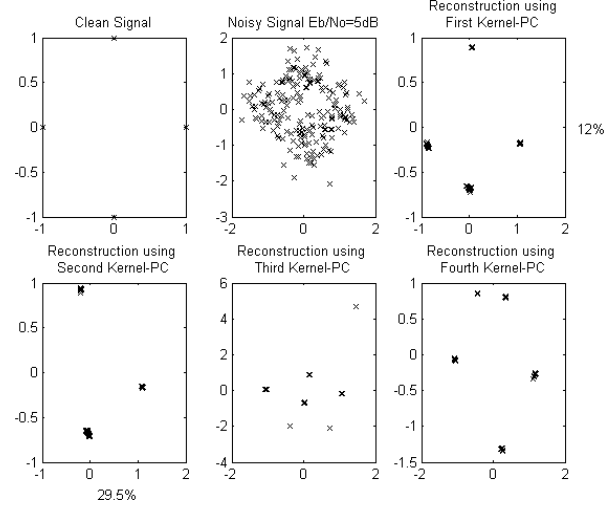 Clean Signal
1
0.5
0
-0.5
-1
-1 0 1
Noisy Signal Eb/No=5dB
2
1
0
-1
-2
-3
-2 0 2
Reconstruction using
First Kernel-PC
1
0.5
0
-0.5
-1
-1 0 1 2
12%
Reconstruction using
Second Kernel-PC
1
0.5
0
-0.5
-1
-1 0 1 2
29.5%
Reconstruction using
Third Kernel-PC
6
4
2
0
-2
-4
-2 0 2
Reconstruction using
Fourth Kernel-PC
1
0.5
0
-0.5
-1
-1.5
-2 0 2